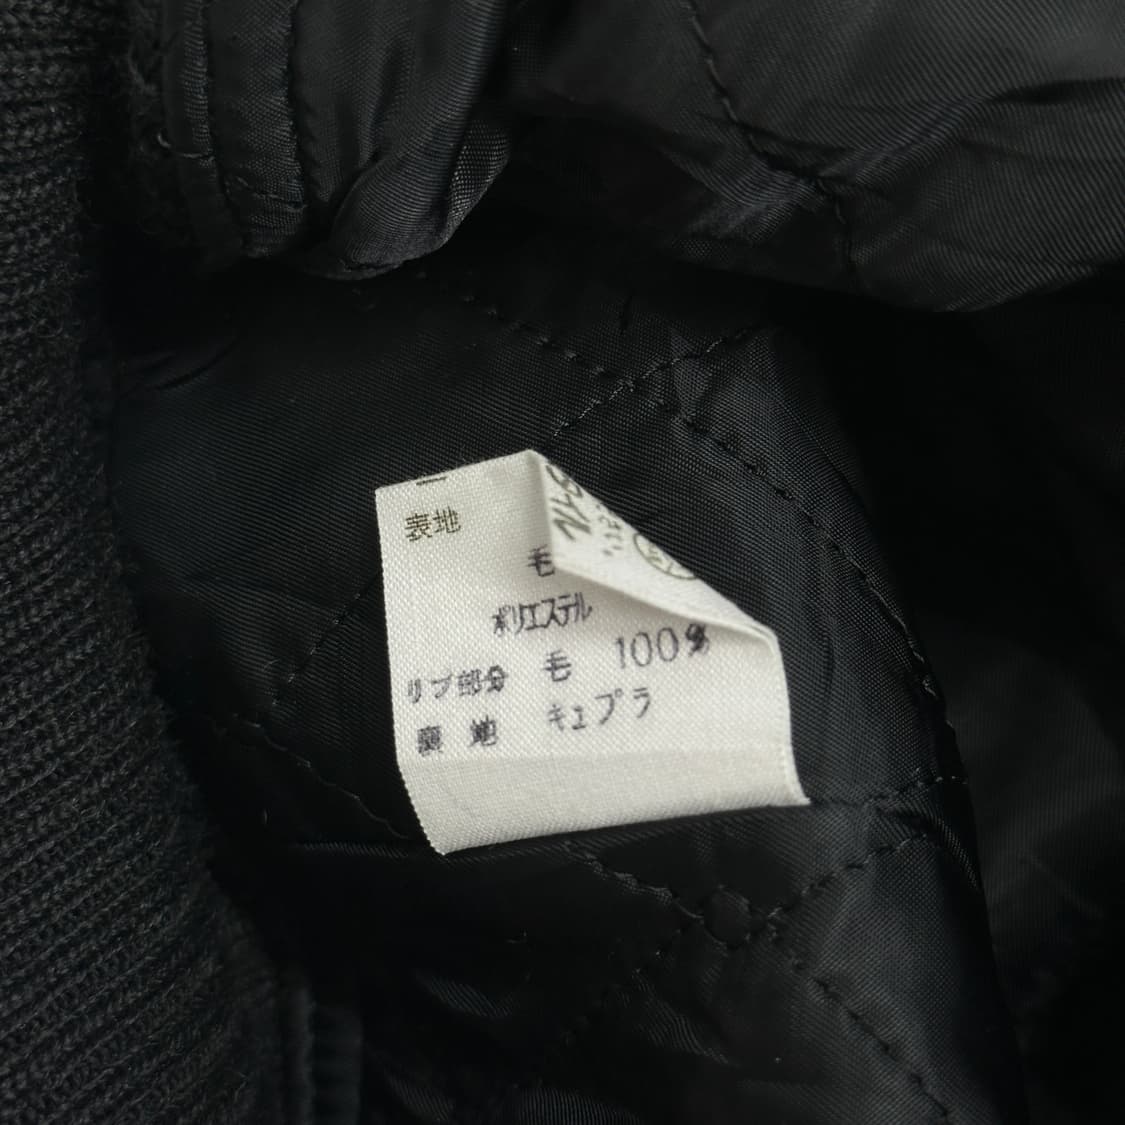 表地
毛
ポリエステル
リブ部分 毛 100%
裏地 キュプラ